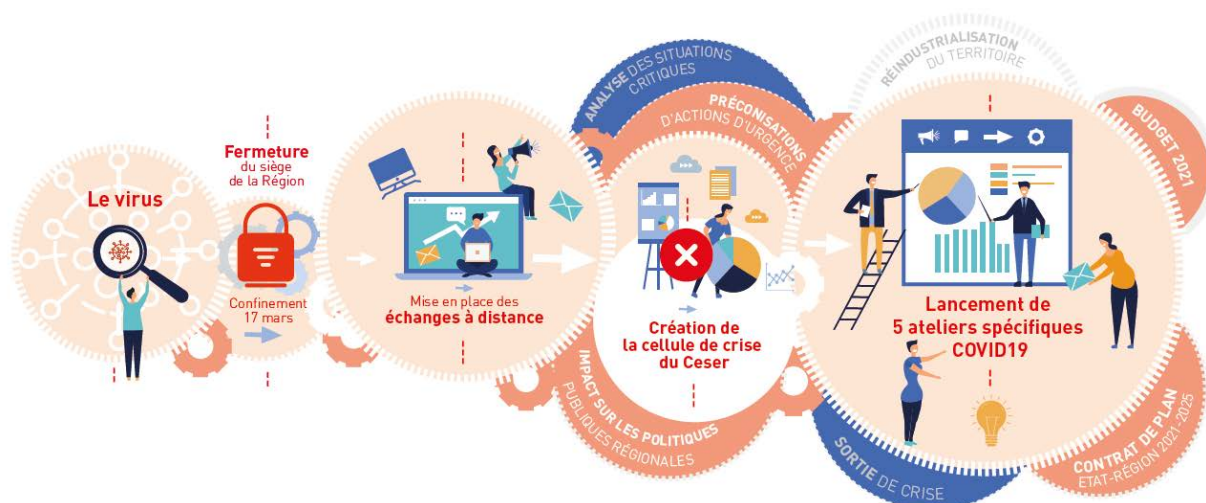 Le virus
Fermeture
du siège
de la Région
Confinement
17 mars
Mise en place des
échanges à distance
ANALYSE DES SITUATIONS
CRITIQUES
PRÉCONISATIONS
D'ACTIONS D'URGENCE
Création de
la cellule de crise
du Ceser
IMPACT SUR LES POLITIQUES
PUBLIQUES RÉGIONALES
RÉINDUSTRIALISATION
DU TERRITOIRE
BUDGET 2021
Lancement de
5 ateliers spécifiques
COVID19
SORTIE DE CRISE
CONTRAT DE PLAN
ETAT-RÉGION 2021-2025